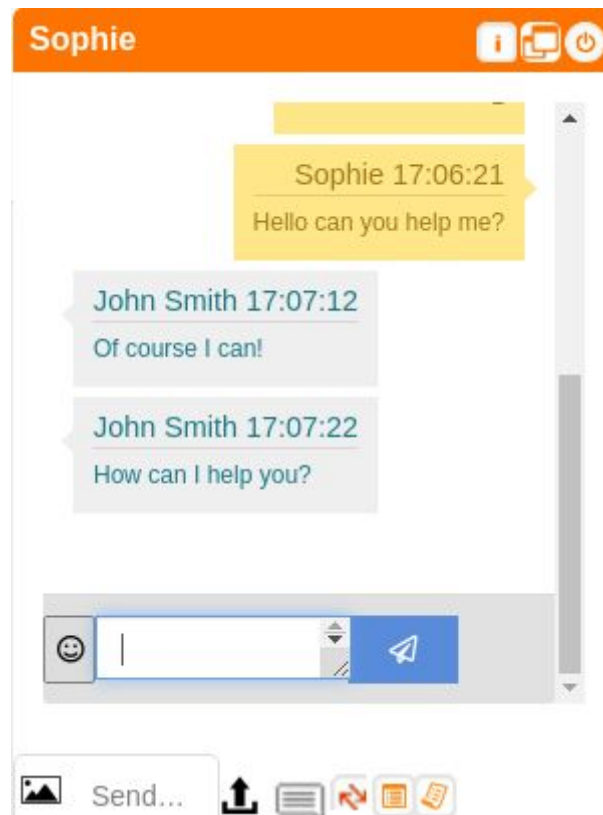 Sophie
i
Sophie 17:06:21
Hello can you help me?
John Smith 17:07:12
Of course I can!
John Smith 17:07:22
How can I help you?
Send...